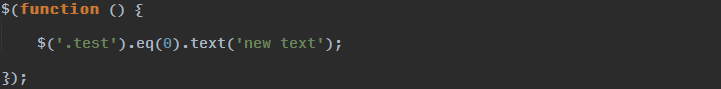 $(function () {
$('.test').eq(0).text('new text');
});